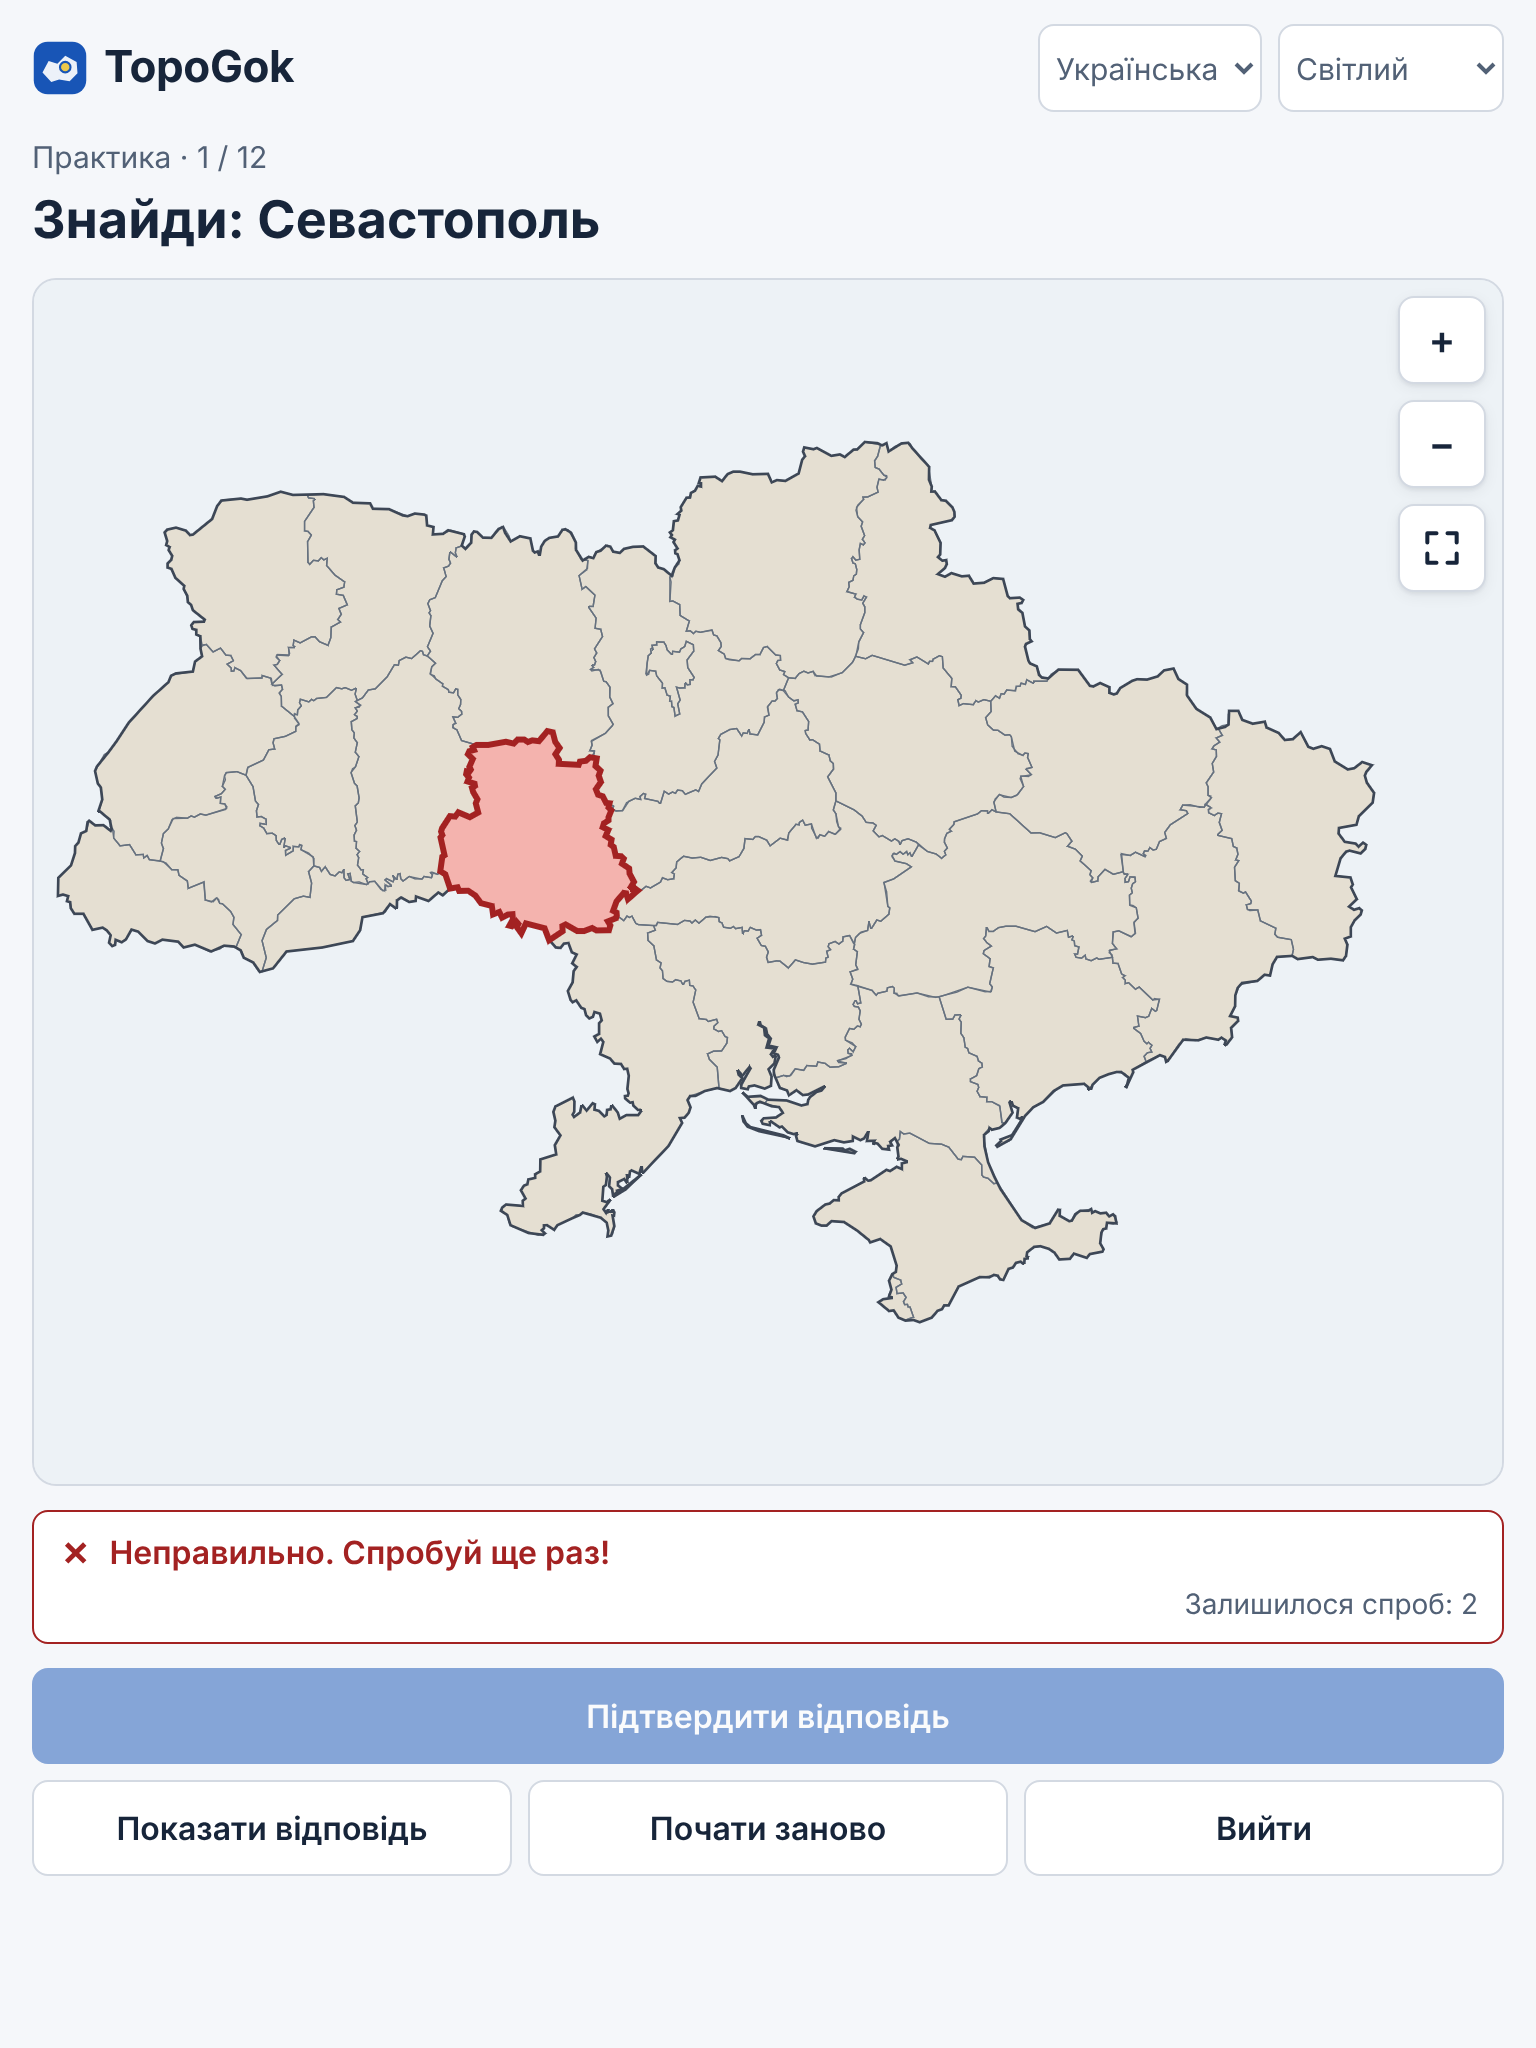 TopoGok
Українська
Світлий
Практика · 1 / 12
Знайди: Севастополь
+
−
× Неправильно. Спробуй ще раз!
Залишилося спроб: 2
Підтвердити відповідь
Показати відповідь
Почати заново
Вийти